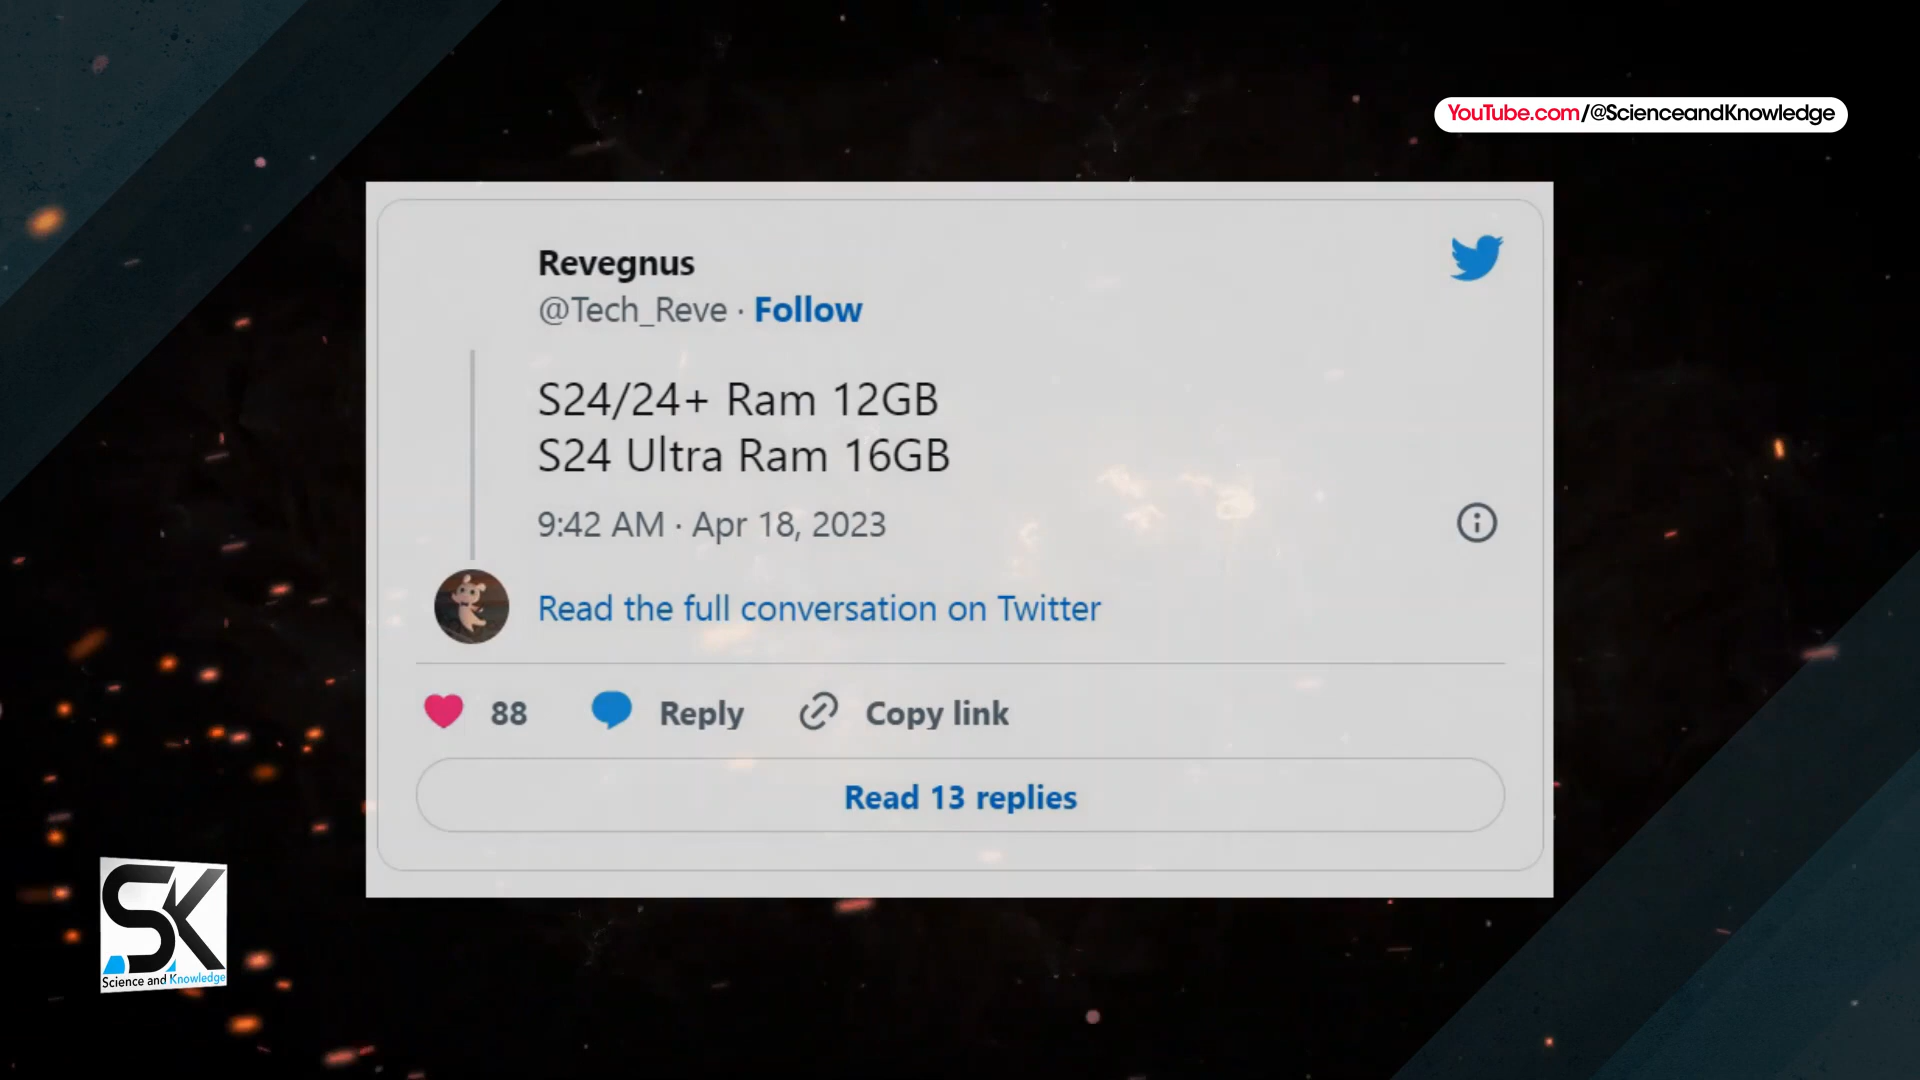 YouTube.com/@ScienceandKnowledge
Revegnus
@Tech_Reve · Follow
S24/24+ Ram 12GB
S24 Ultra Ram 16GB
9:42 AM · Apr 18, 2023
Read the full conversation on Twitter
88 Reply Copy link
Read 13 replies
SK
Science and Knowledge